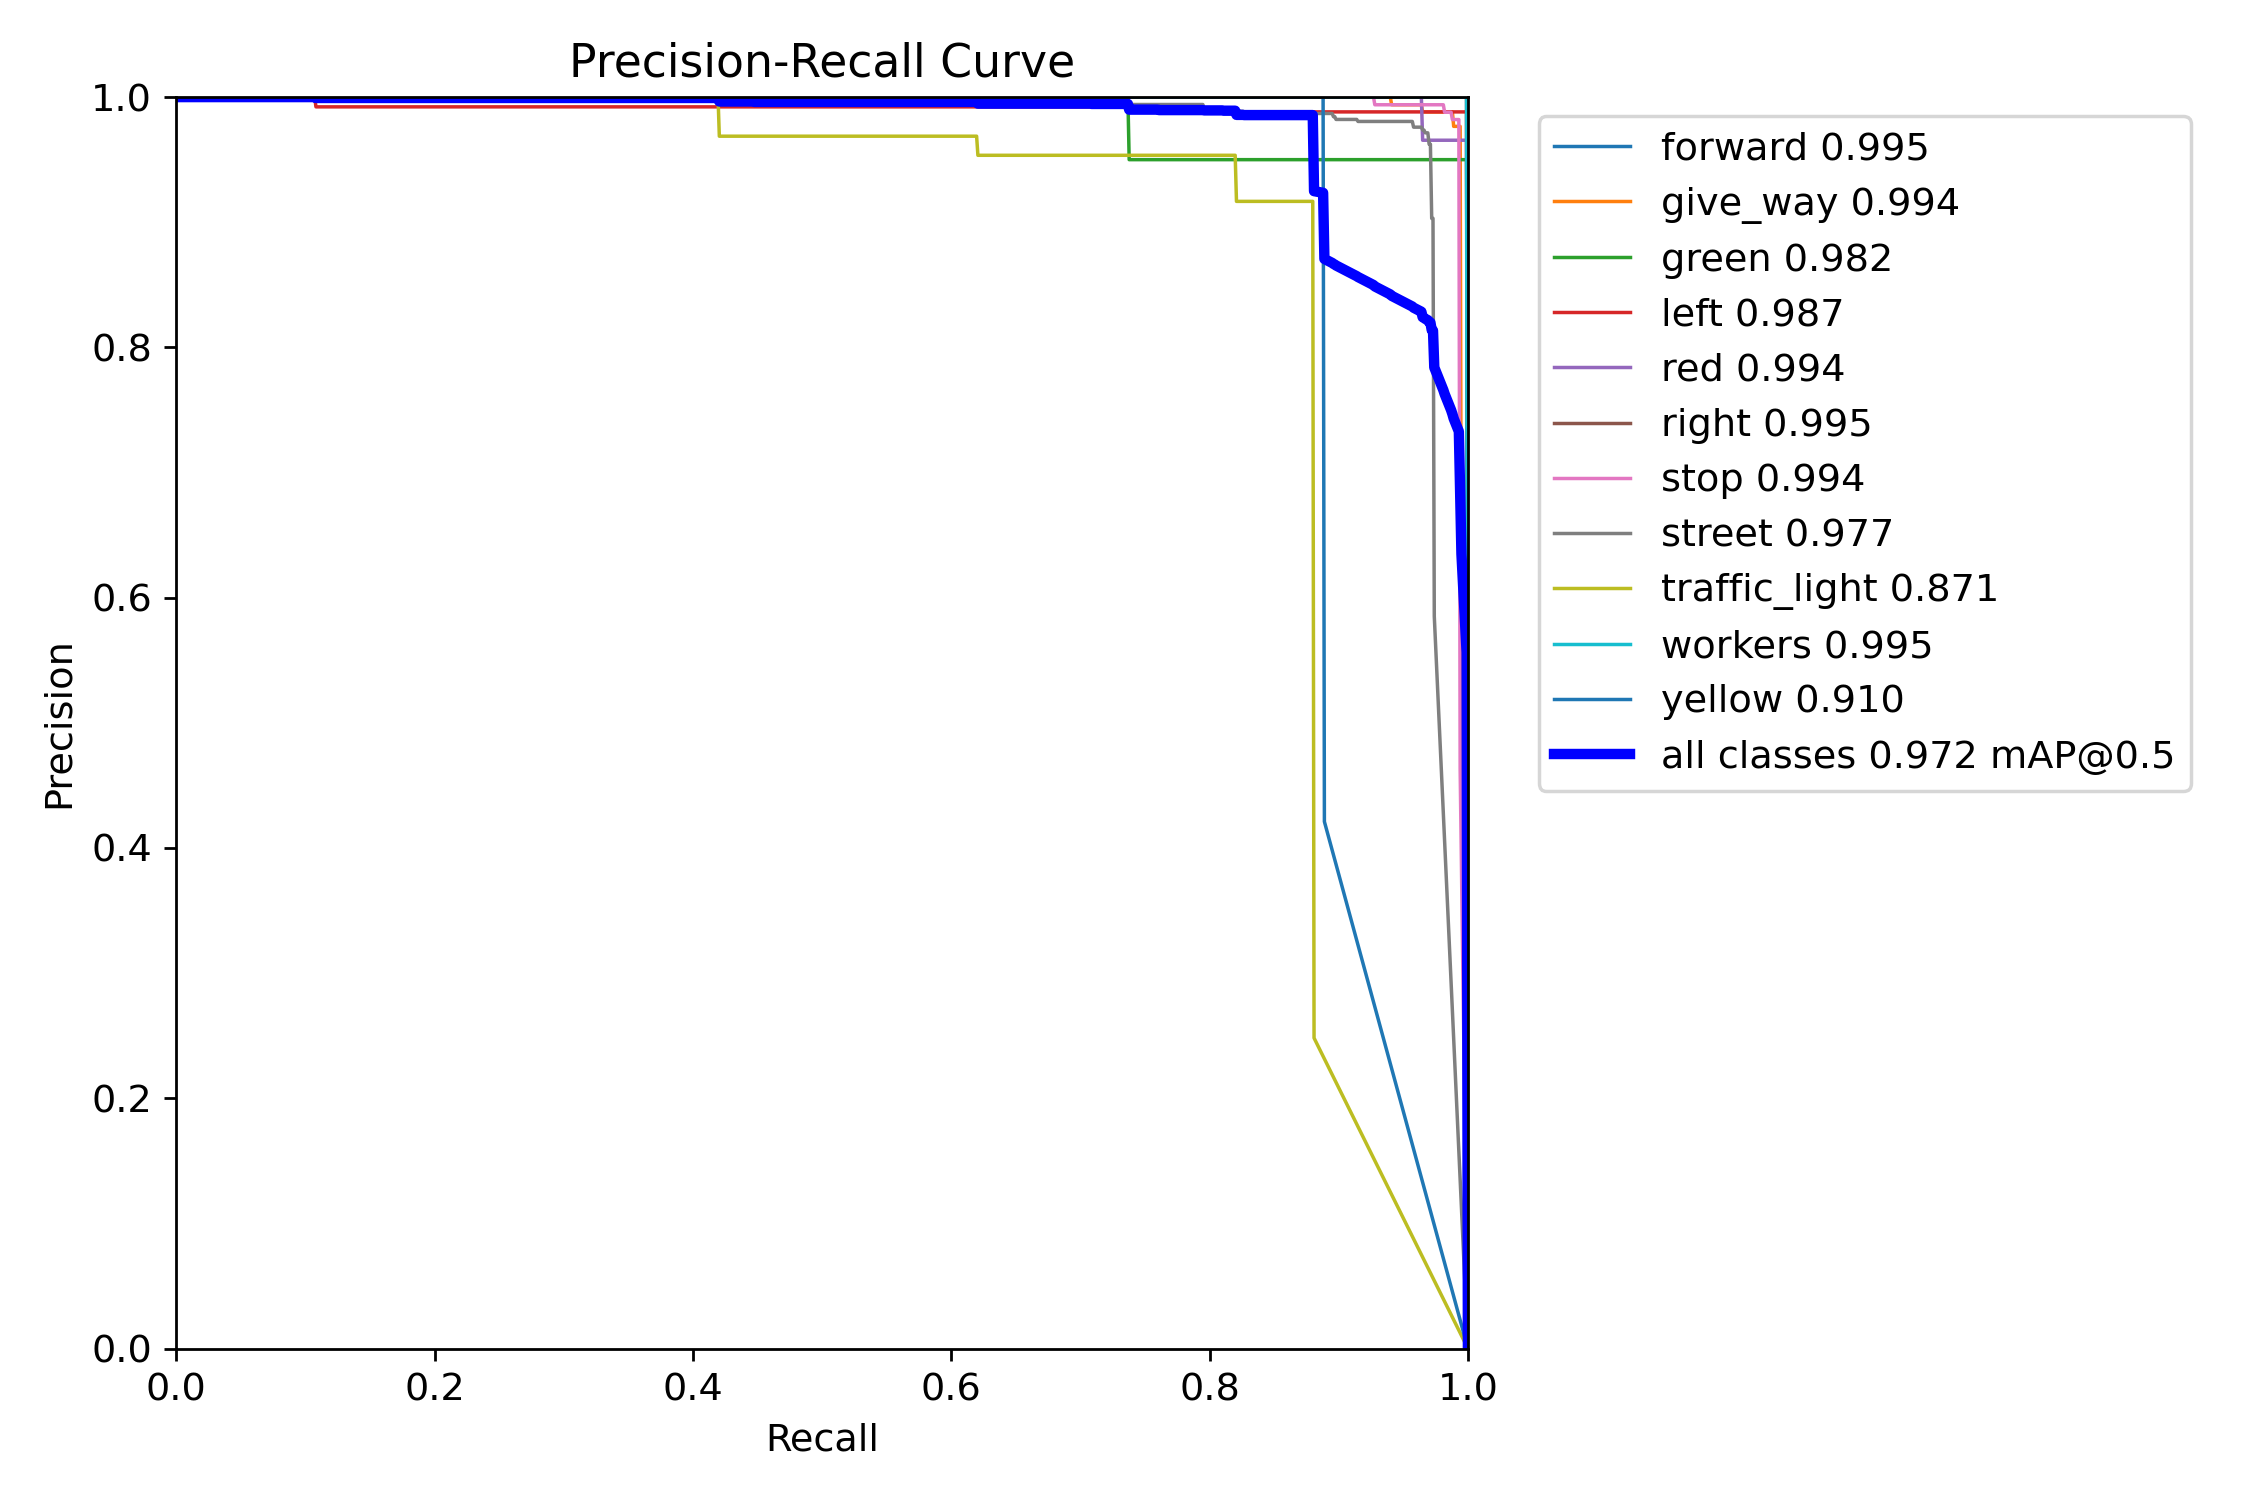 Precision-Recall Curve
1.0
0.8
0.6
0.4
0.2
0.0
Precision
0.0 0.2 0.4 0.6 0.8 1.0
Recall
forward 0.995
give_way 0.994
green 0.982
left 0.987
red 0.994
right 0.995
stop 0.994
street 0.977
traffic_light 0.871
workers 0.995
yellow 0.910
all classes 0.972 mAP@0.5